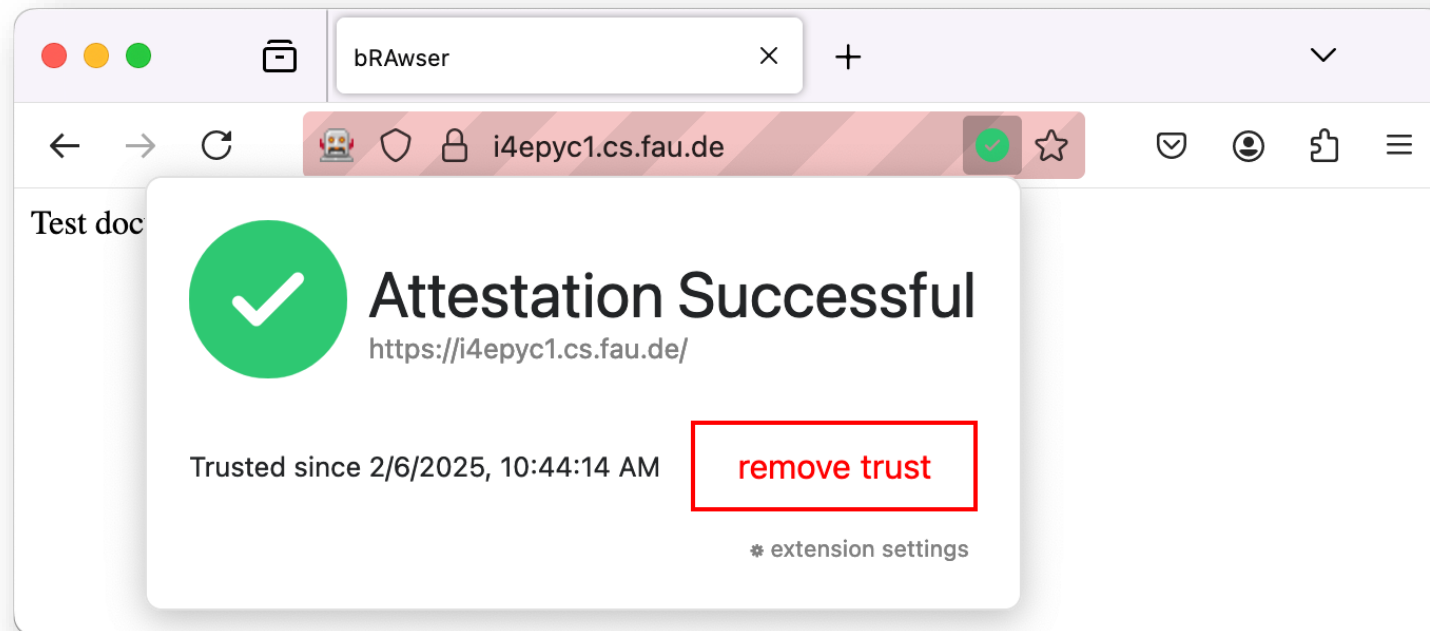 bRAwser
i4epyc1.cs.fau.de
Test doc
Attestation Successful
https://i4epyc1.cs.fau.de/
Trusted since 2/6/2025, 10:44:14 AM
remove trust
extension settings